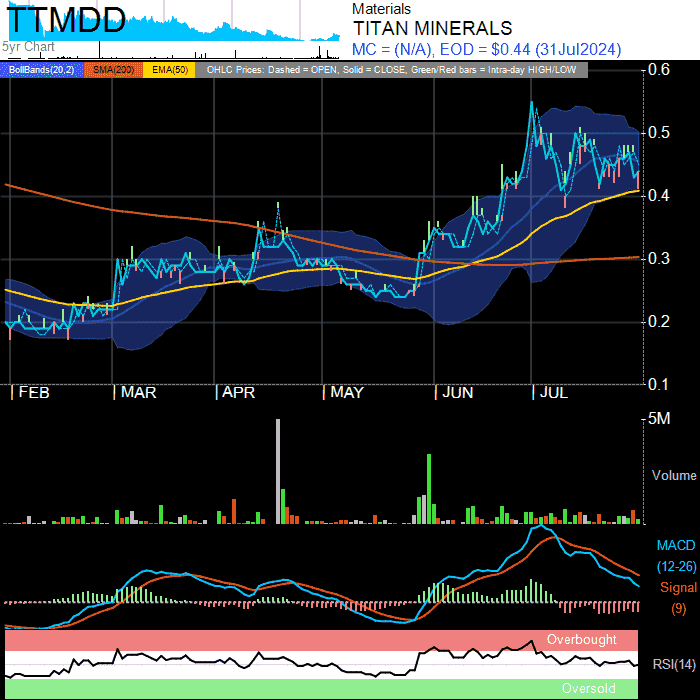 TTMDD
Materials
TITAN MINERALS
MC = (N/A), EOD = $0.44 (31Jul2024)
5yr Chart
BollBands(20,2) SMA(200) EMA(50) OHLC Prices: Dashed = OPEN, Solid = CLOSE, Green/Red bars = Intra-day HIGH/LOW
0.6
0.5
0.4
0.3
0.2
0.1
FEB MAR APR MAY JUN JUL
5M
Volume
MACD
(12-26)
Signal
(9)
Overbought
RSI(14)
Oversold